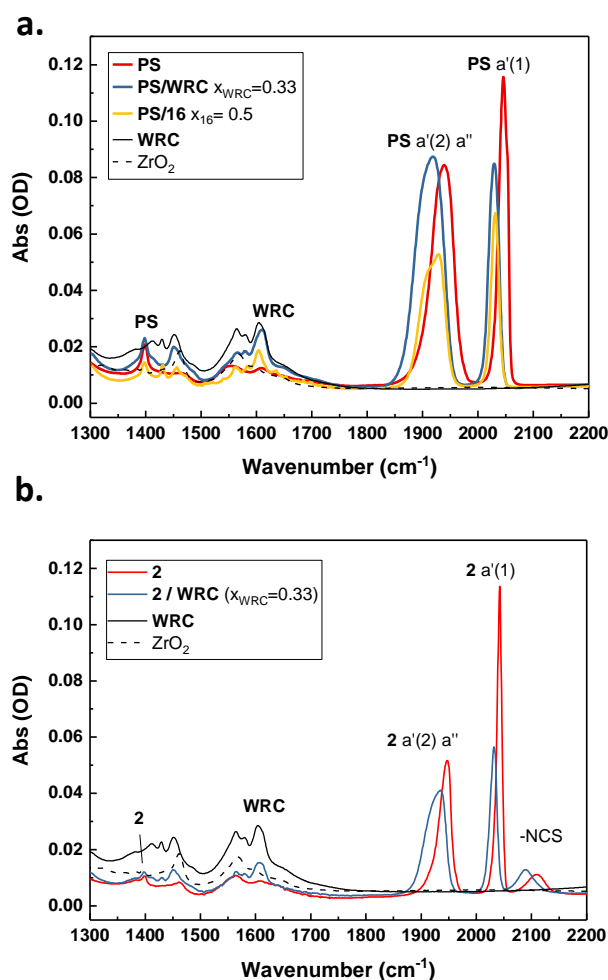 a.
PS
PS/WRC xWRC=0.33
PS/16 x16= 0.5
WRC
ZrO2
PS a'(1)
PS a'(2) a''
PS
WRC
Abs (OD)
0.12
0.10
0.08
0.06
0.04
0.02
0.00
1300 1400 1500 1600 1700 1800 1900 2000 2100 2200
Wavenumber (cm-1)
b.
2
2 / WRC (xWRC=0.33)
WRC
ZrO2
2 a'(1)
2 a'(2) a''
-NCS
2
WRC
Abs (OD)
0.12
0.10
0.08
0.06
0.04
0.02
0.00
1300 1400 1500 1600 1700 1800 1900 2000 2100 2200
Wavenumber (cm-1)